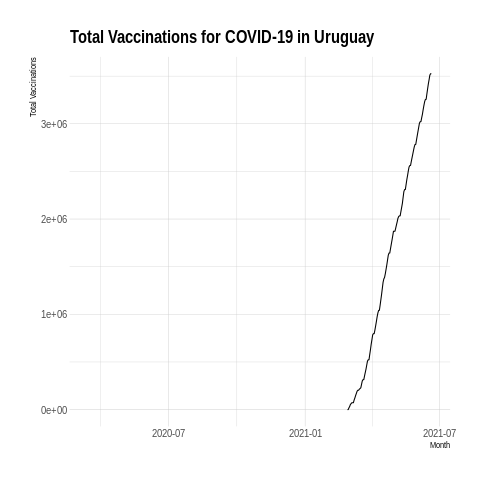 Total Vaccinations for COVID-19 in Uruguay
Total Vaccinations
3e+06
2e+06
1e+06
0e+00
2020-07
2021-01
2021-07
Month